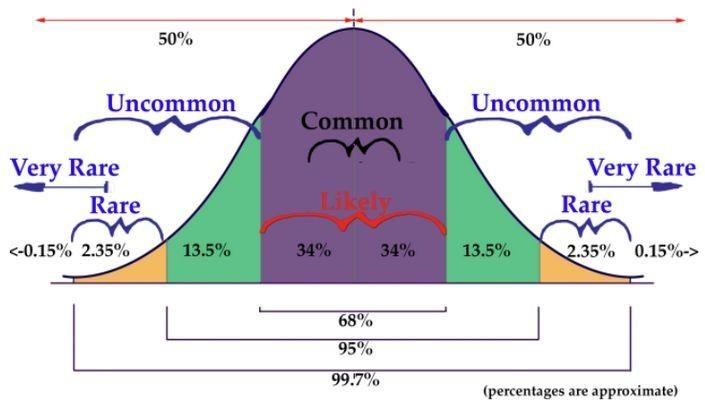 50% 50%
Uncommon Uncommon
Common
Very Rare Very Rare
Rare Likely Rare
<-0.15% 2.35% 13.5% 34% 34% 13.5% 2.35% 0.15%->
68%
95%
99.7%
(percentages are approximate)